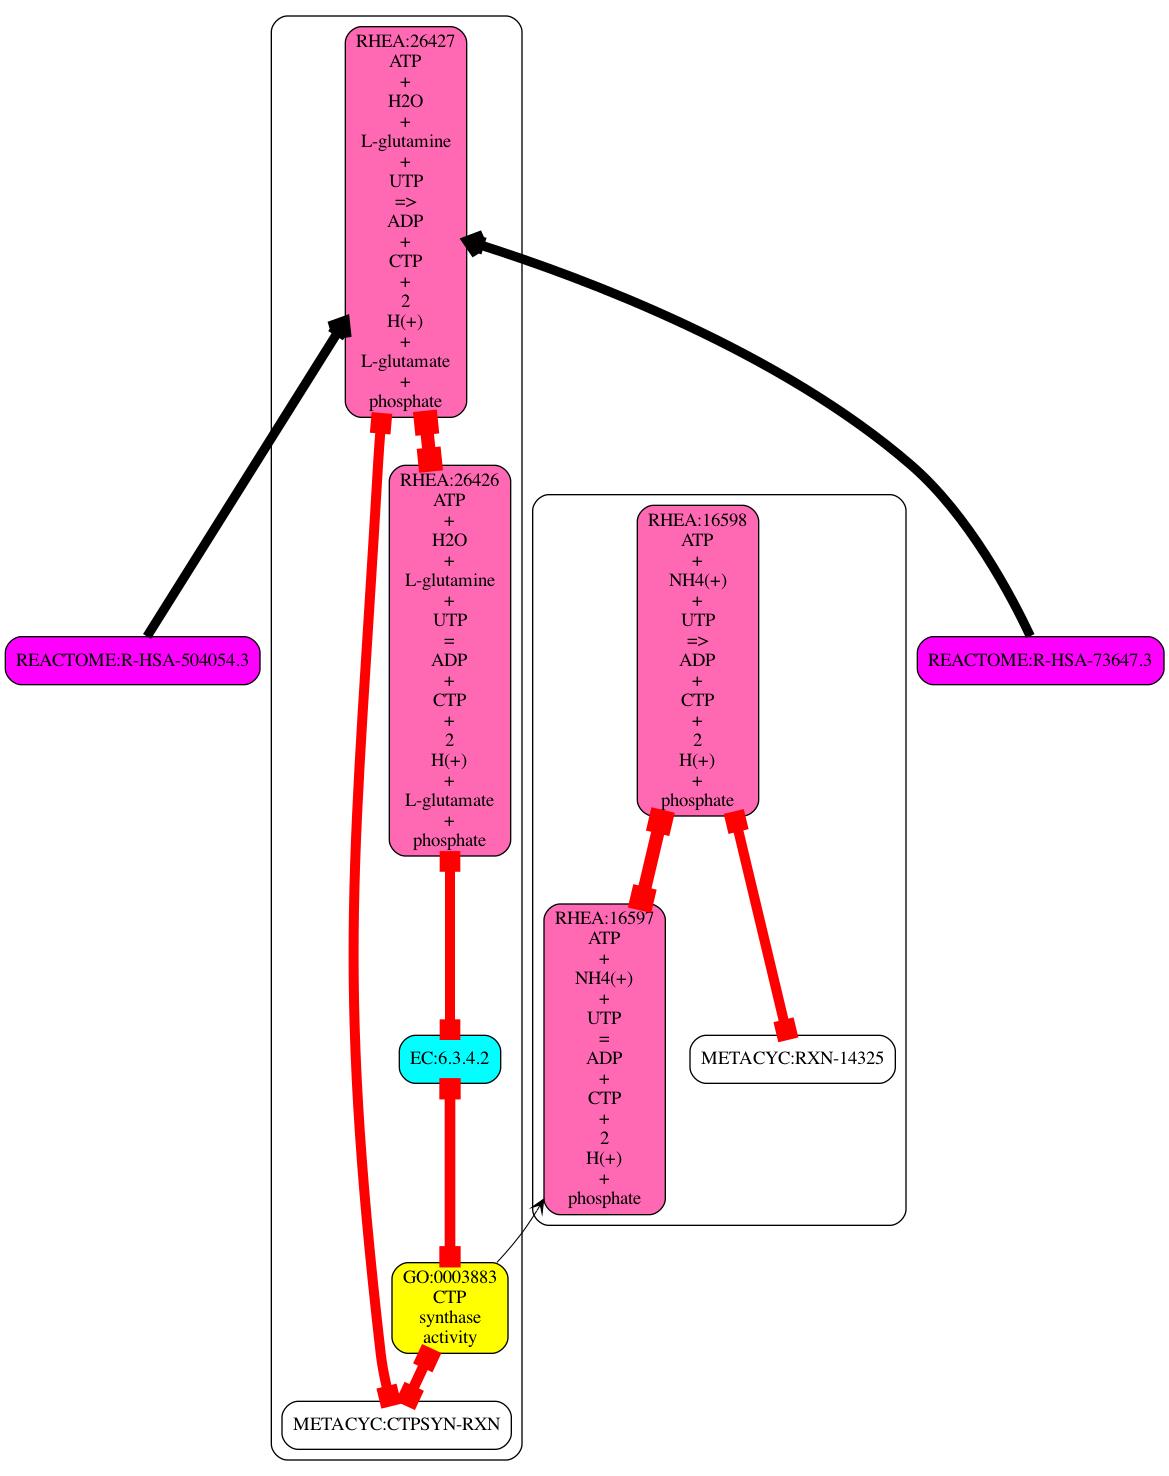 RHEA:26427
ATP
+
H2O
+
L-glutamine
+
UTP
=>
ADP
+
CTP
+
2
H(+)
+
L-glutamate
+
phosphate
RHEA:26426
ATP
+
H2O
+
L-glutamine
+
UTP
=
ADP
+
CTP
+
2
H(+)
+
L-glutamate
+
phosphate
RHEA:16598
ATP
+
NH4(+)
+
UTP
=>
ADP
+
CTP
+
2
H(+)
+
phosphate
REACTOME:R-HSA-504054.3
REACTOME:R-HSA-73647.3
RHEA:16597
ATP
+
NH4(+)
+
UTP
=
ADP
+
CTP
+
2
H(+)
+
phosphate
EC:6.3.4.2
METACYC:RXN-14325
GO:0003883
CTP
synthase
activity
METACYC:CTPSYN-RXN